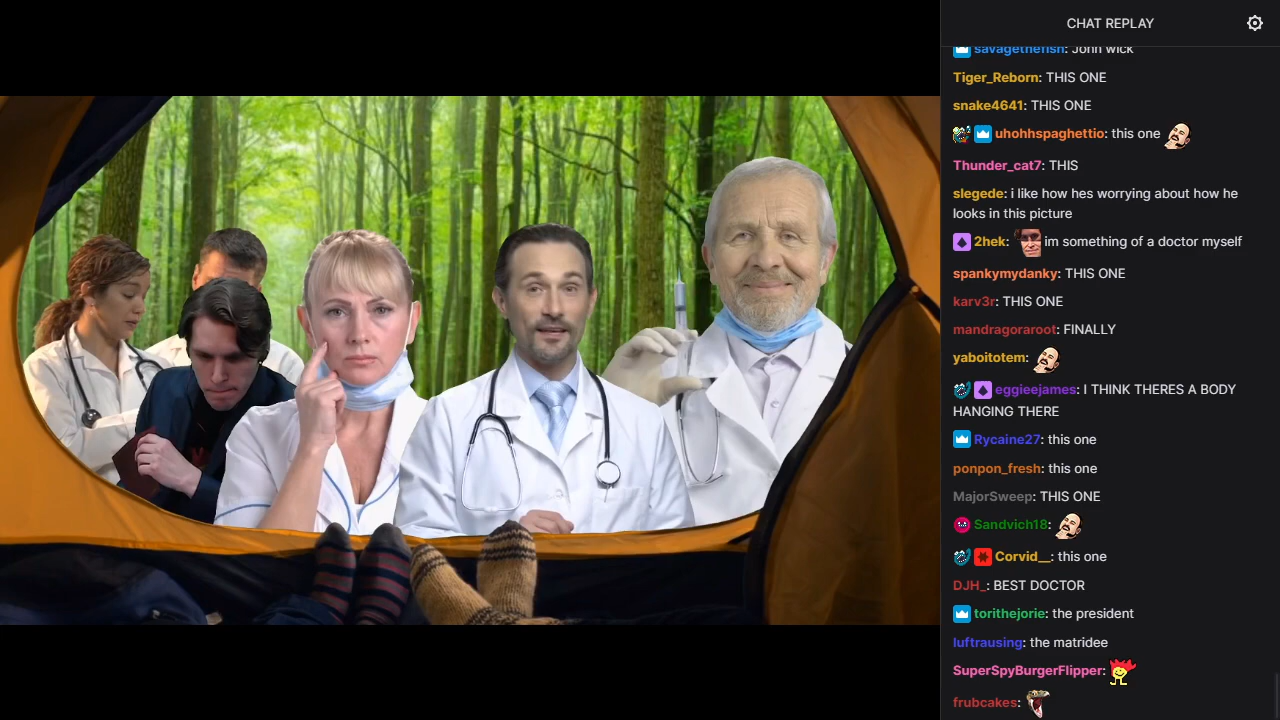 CHAT REPLAY
savagethefish: John wick
Tiger_Reborn: THIS ONE
snake4641: THIS ONE
uhohhspaghettio: this one
Thunder_cat7: THIS
slegede: i like how hes worrying about how he
looks in this picture
2hek: im something of a doctor myself
spankymydanky: THIS ONE
karv3r: THIS ONE
mandragoraroot: FINALLY
yaboitotem:
eggieejames: I THINK THERES A BODY
HANGING THERE
Rycaine27: this one
ponpon_fresh: this one
MajorSweep: THIS ONE
Sandvich18:
Corvid__: this one
DJH_: BEST DOCTOR
torithejorie: the president
luftrausing: the matridee
SuperSpyBurgerFlipper:
frubcakes: